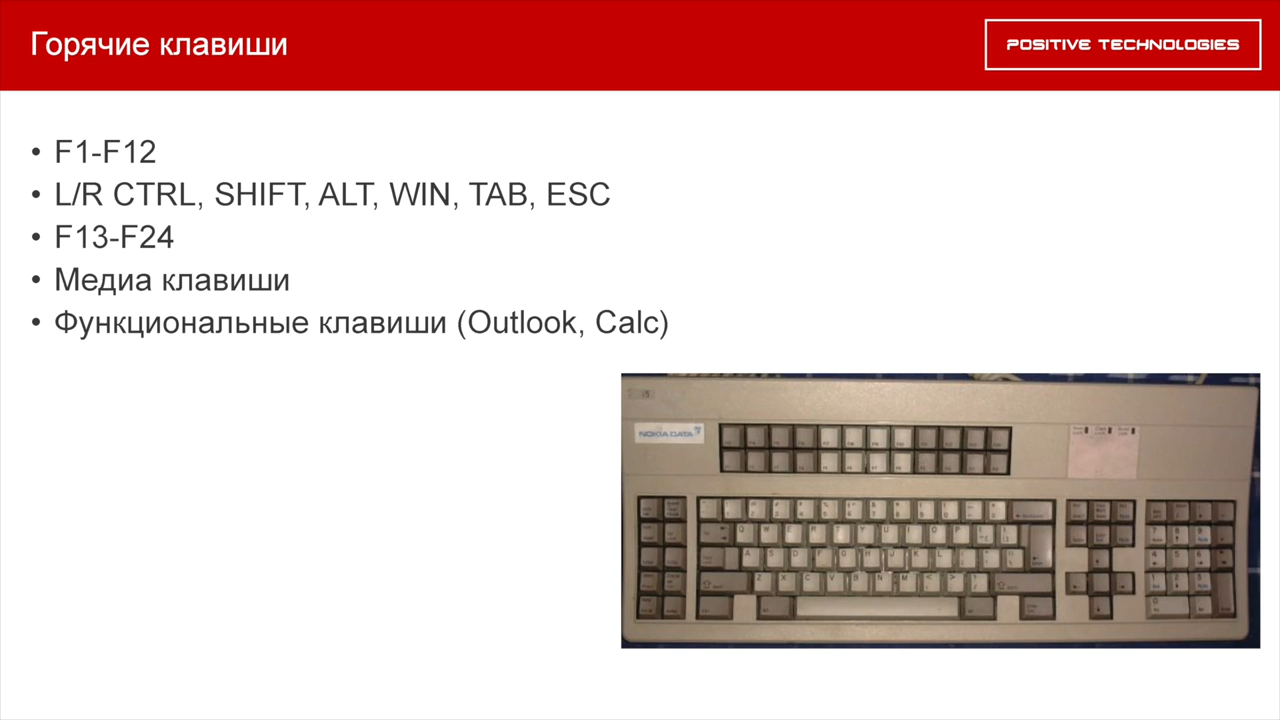 Горячие клавиши
POSITIVE TECHNOLOGIES
• F1-F12
• L/R CTRL, SHIFT, ALT, WIN, TAB, ESC
• F13-F24
• Медиа клавиши
• Функциональные клавиши (Outlook, Calc)
NOKIA DATA
Q W E R T Y U I O P
A S D F G H J K L
Z X C V B N M